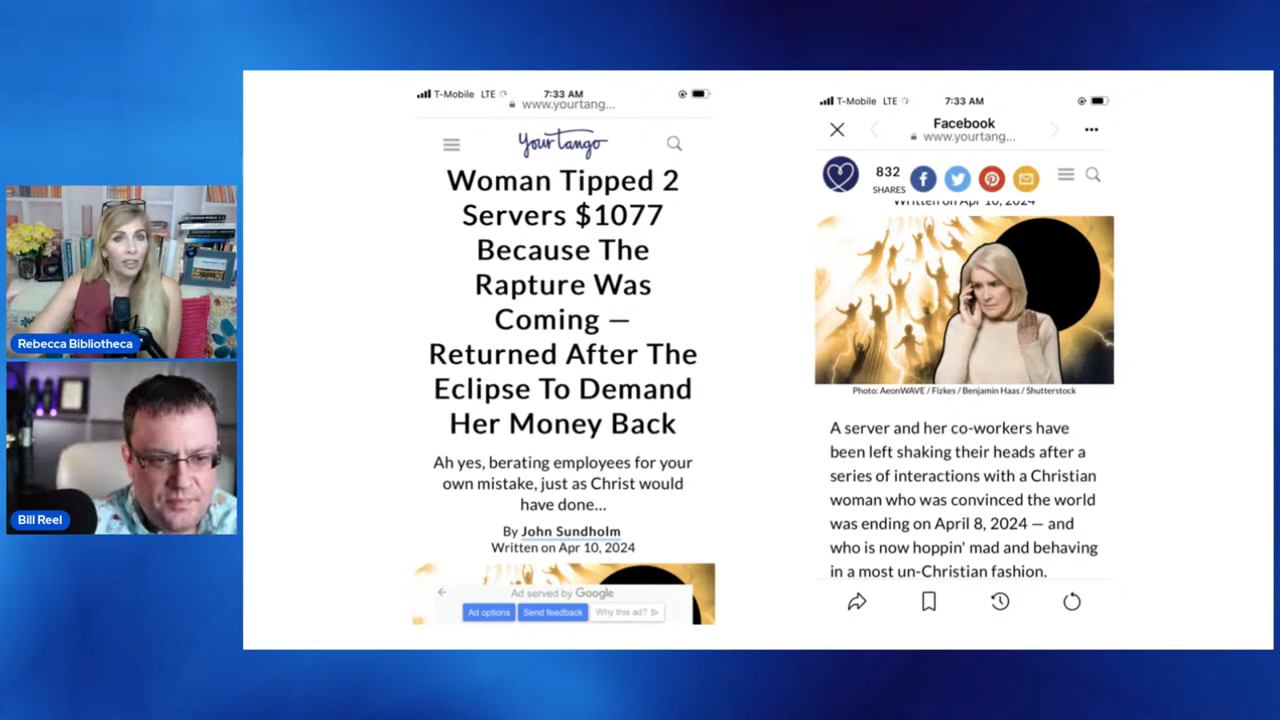 Rebecca Bibliotheca
Bill Reel
T-Mobile LTE 7:33 AM
www.yourtang...
YourTango
Woman Tipped 2
Servers $1077
Because The
Rapture Was
Coming —
Returned After The
Eclipse To Demand
Her Money Back
Ah yes, berating employees for your
own mistake, just as Christ would
have done...
By John Sundholm
Written on Apr 10, 2024
Ad served by Google
Ad options Send feedback Why this ad?
T-Mobile LTE 7:33 AM
Facebook
www.yourtang...
832
SHARES
Written on Apr 10, 2024
Photo: AeonWAVE / Fizkes / Benjamin Haas / Shutterstock
A server and her co-workers have
been left shaking their heads after a
series of interactions with a Christian
woman who was convinced the world
was ending on April 8, 2024 — and
who is now hoppin' mad and behaving
in a most un-Christian fashion.